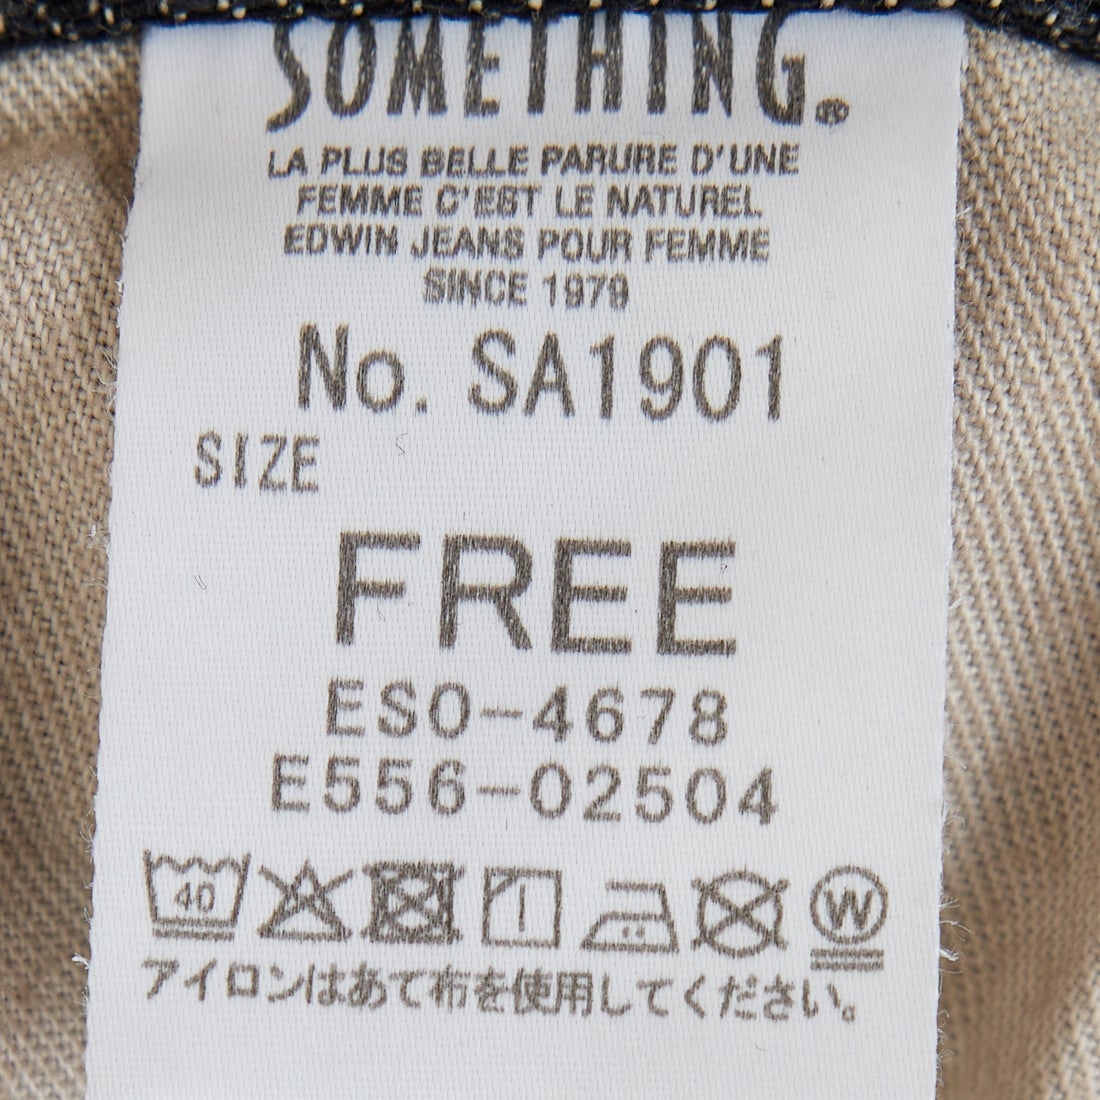 SOMETHING®
LA PLUS BELLE PARURE D'UNE
FEMME C'EST LE NATUREL
EDWIN JEANS POUR FEMME
SINCE 1979
No. SA1901
SIZE
FREE
ESO-4678
E556-02504
40 W
アイロンはあて布を使用してください。